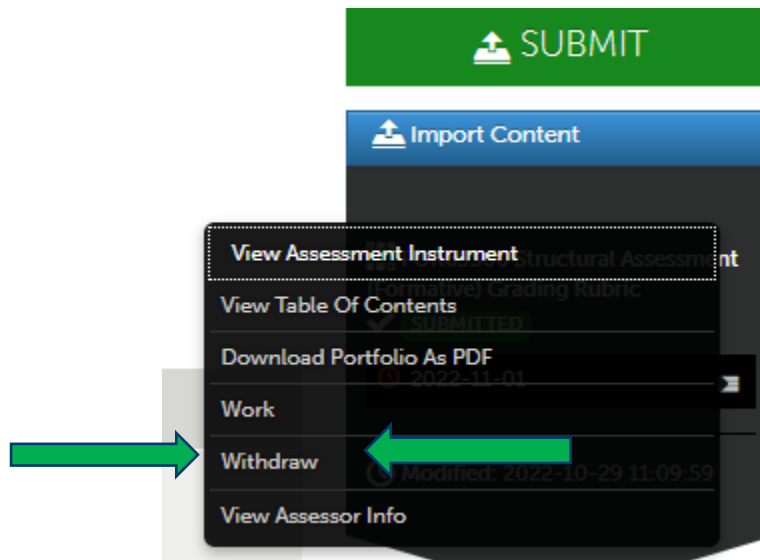 SUBMIT
Import Content
View Assessment Instrument
Structural Assessment
(Formative) Grading Rubric
View Table Of Contents
SUBMITTED
Download Portfolio As PDF
2022-11-01
Work
Withdraw
Modified: 2022-10-29 11:09:59
View Assessor Info